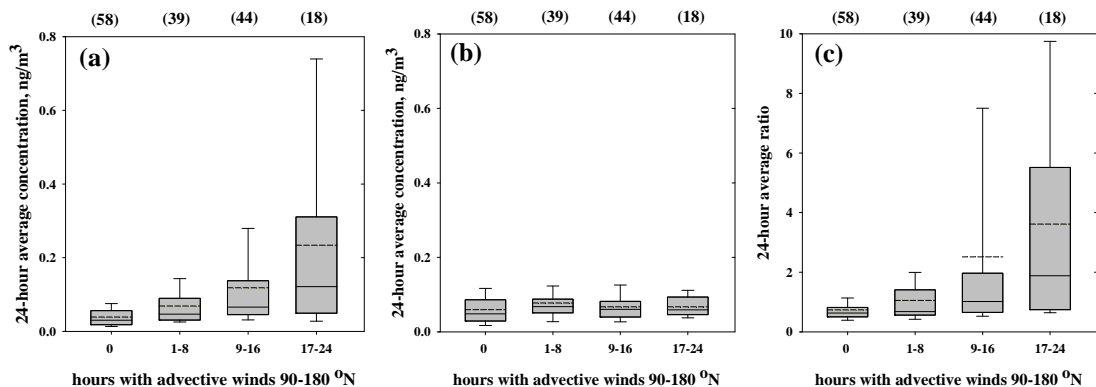 (58) (39) (44) (18)
(a)
24-hour average concentration, ng/m³
0.8
0.6
0.4
0.2
0.0
0 1-8 9-16 17-24
hours with advective winds 90-180 ⁰N
(58) (39) (44) (18)
(b)
24-hour average concentration, ng/m³
0.8
0.6
0.4
0.2
0.0
0 1-8 9-16 17-24
hours with advective winds 90-180 ⁰N
(58) (39) (44) (18)
(c)
24-hour average ratio
10
8
6
4
2
0
0 1-8 9-16 17-24
hours with advective winds 90-180 ⁰N